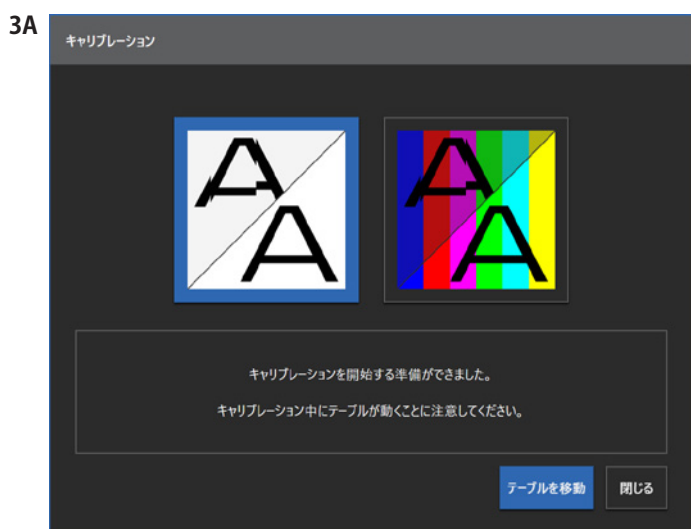 3A
キャリブレーション
A
A
A
A
キャリブレーションを開始する準備ができました。
キャリブレーション中にテーブルが動くことに注意してください。
テーブルを移動
閉じる